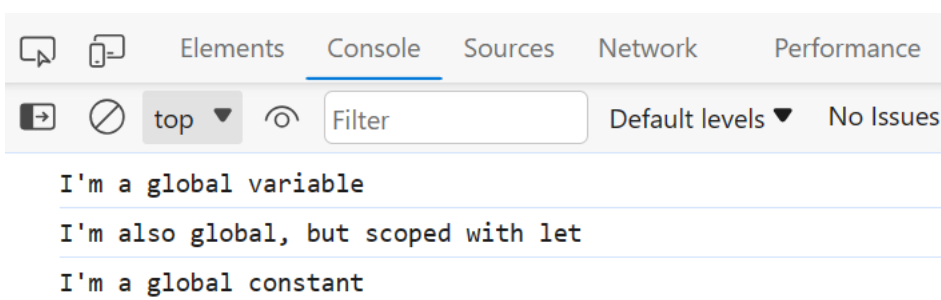 Elements Console Sources Network Performance
top Filter Default levels No Issues
I'm a global variable
I'm also global, but scoped with let
I'm a global constant